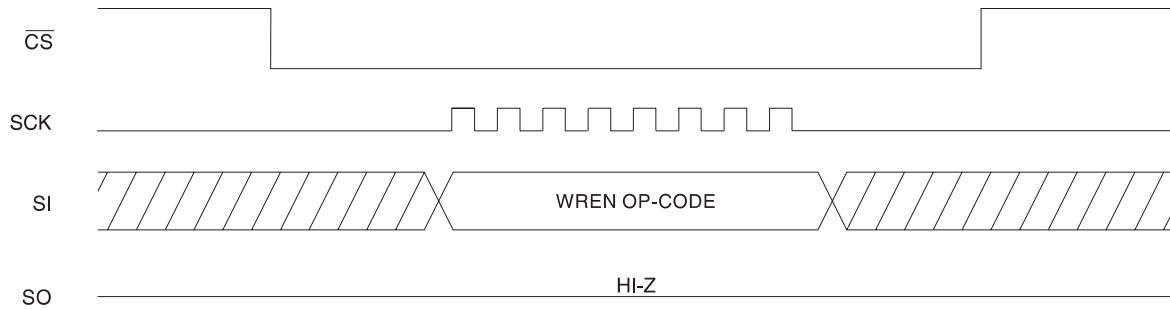 CS
SCK
SI
WREN OP-CODE
SO
HI-Z